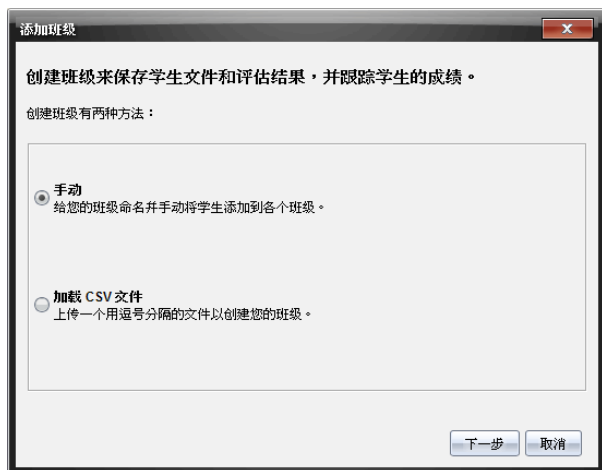 添加班级
创建班级来保存学生文件和评估结果，并跟踪学生的成绩。
创建班级有两种方法：
手动
给您的班级命名并手动将学生添加到各个班级。
加载 CSV 文件
上传一个用逗号分隔的文件以创建您的班级。
下一步 取消